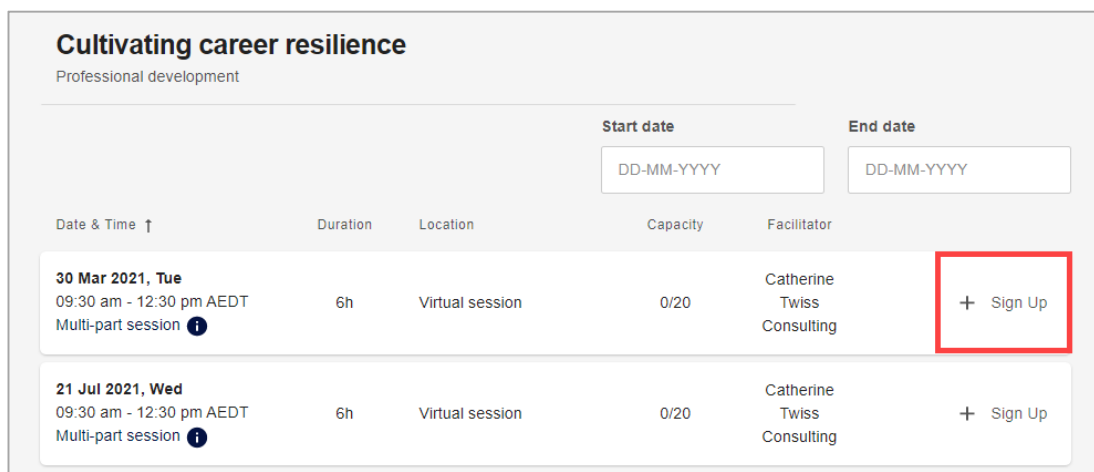 Cultivating career resilience
Professional development
Start date End date
DD-MM-YYYY DD-MM-YYYY
Date & Time ↑ Duration Location Capacity Facilitator
30 Mar 2021, Tue
09:30 am - 12:30 pm AEDT
Multi-part session i
6h
Virtual session
0/20
Catherine
Twiss
Consulting
+ Sign Up
21 Jul 2021, Wed
09:30 am - 12:30 pm AEDT
Multi-part session i
6h
Virtual session
0/20
Catherine
Twiss
Consulting
+ Sign Up